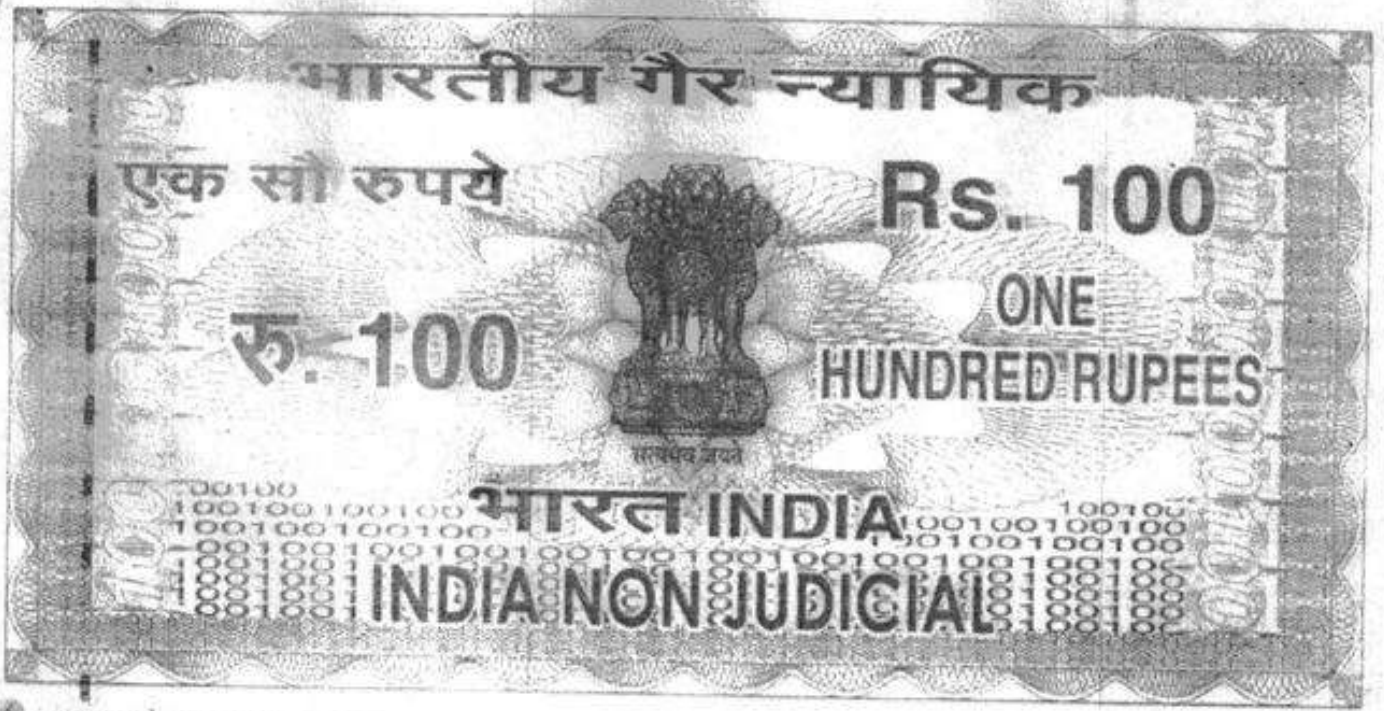 भारतीय गैर न्यायिक
एक सौ रुपये
Rs. 100
रु. 100
ONE
HUNDRED RUPEES
सत्यमेव जयते
भारत INDIA
INDIA NON JUDICIAL